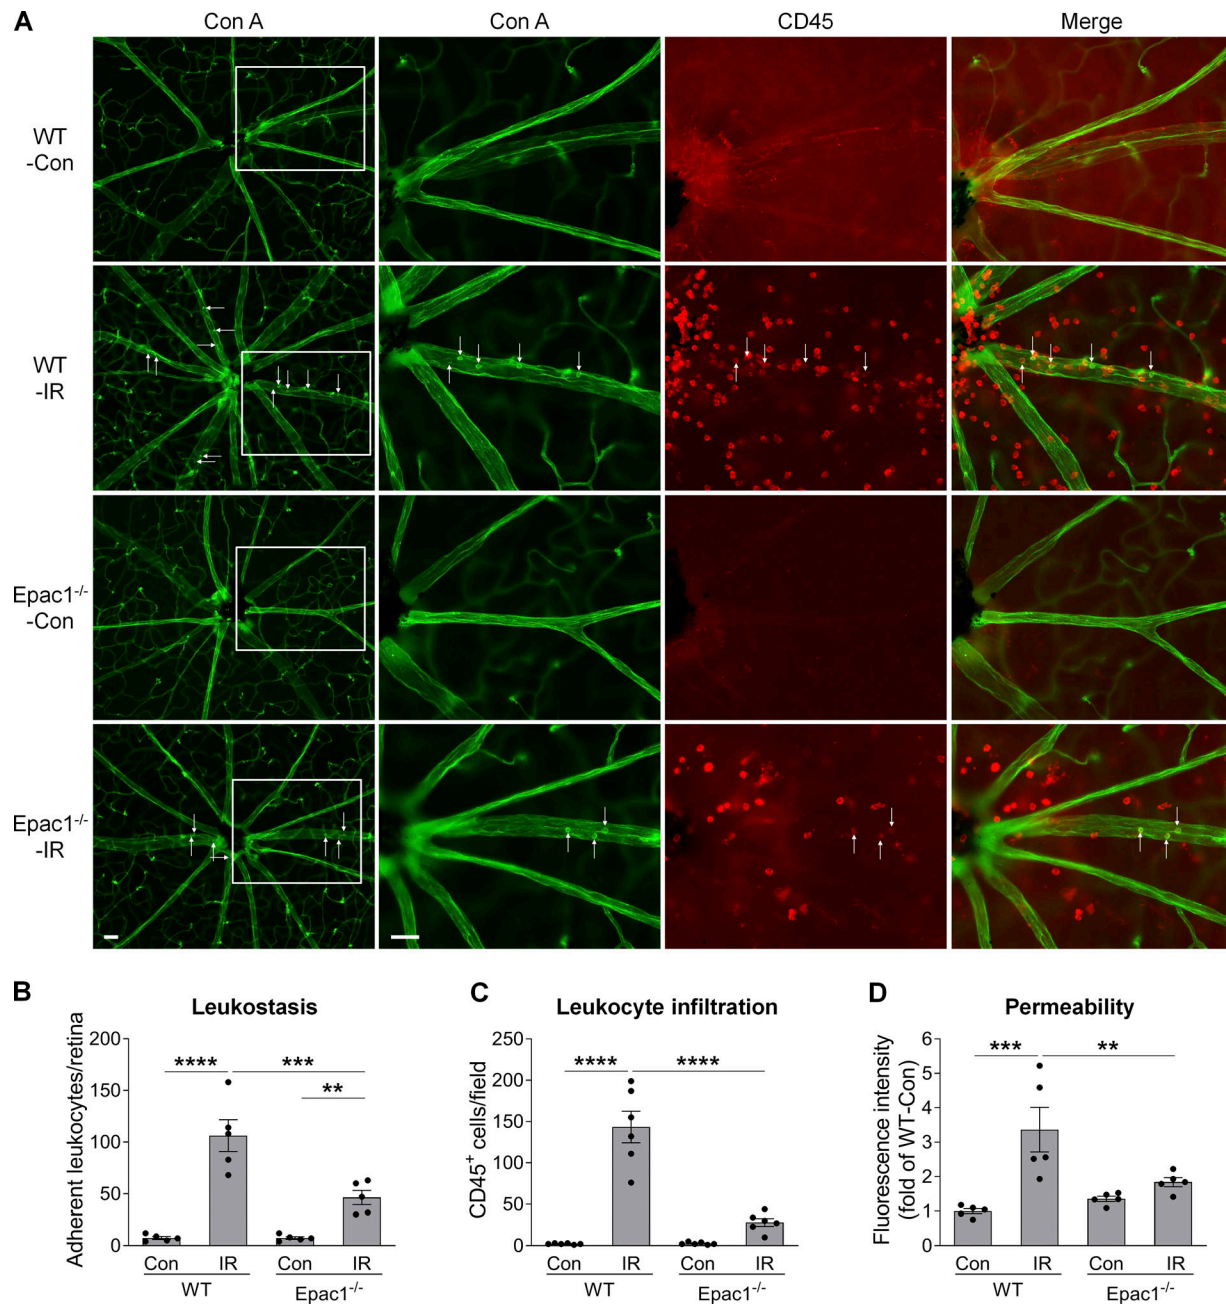 A
Con A
Con A
CD45
Merge
WT
-Con
WT
-IR
Epac1-/-
-Con
Epac1-/-
-IR
B
Leukostasis
Adherent leukocytes/retina
200
150
100
50
0
****
***
**
Con
IR
Con
IR
WT
Epac1-/-
C
Leukocyte infiltration
CD45+ cells/field
250
200
150
100
50
0
****
****
Con
IR
Con
IR
WT
Epac1-/-
D
Permeability
Fluorescence intensity
(fold of WT-Con)
6
5
4
3
2
1
0
***
**
Con
IR
Con
IR
WT
Epac1-/-